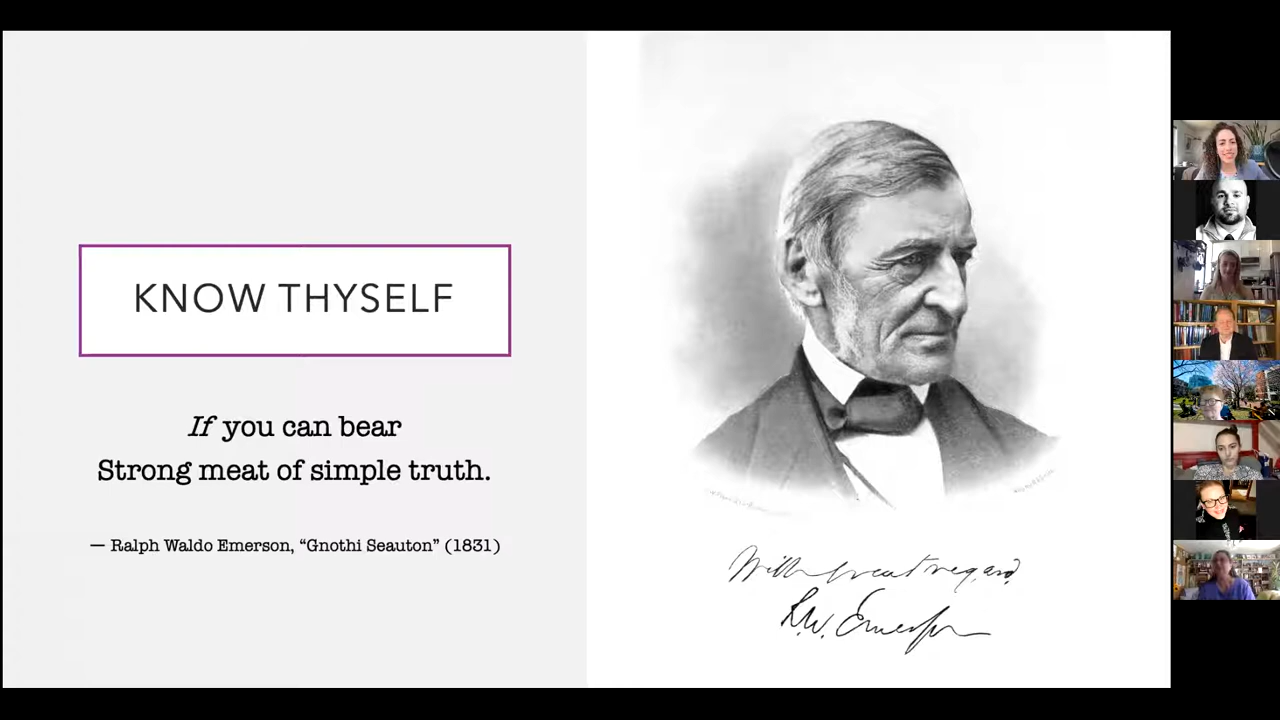 KNOW THYSELF
If you can bear
Strong meat of simple truth.
— Ralph Waldo Emerson, “Gnothi Seauton” (1831)
With great regard,
R.W. Emerson